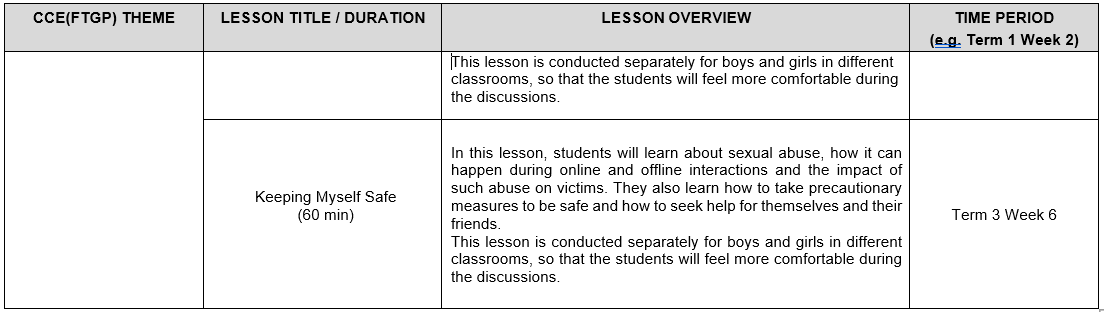 CCE(FTGP) THEME
LESSON TITLE / DURATION
LESSON OVERVIEW
TIME PERIOD
(e.g. Term 1 Week 2)
This lesson is conducted separately for boys and girls in different
classrooms, so that the students will feel more comfortable during
the discussions.
Keeping Myself Safe
(60 min)
In this lesson, students will learn about sexual abuse, how it can
happen during online and offline interactions and the impact of
such abuse on victims. They also learn how to take precautionary
measures to be safe and how to seek help for themselves and their
friends.
This lesson is conducted separately for boys and girls in different
classrooms, so that the students will feel more comfortable during
the discussions.
Term 3 Week 6